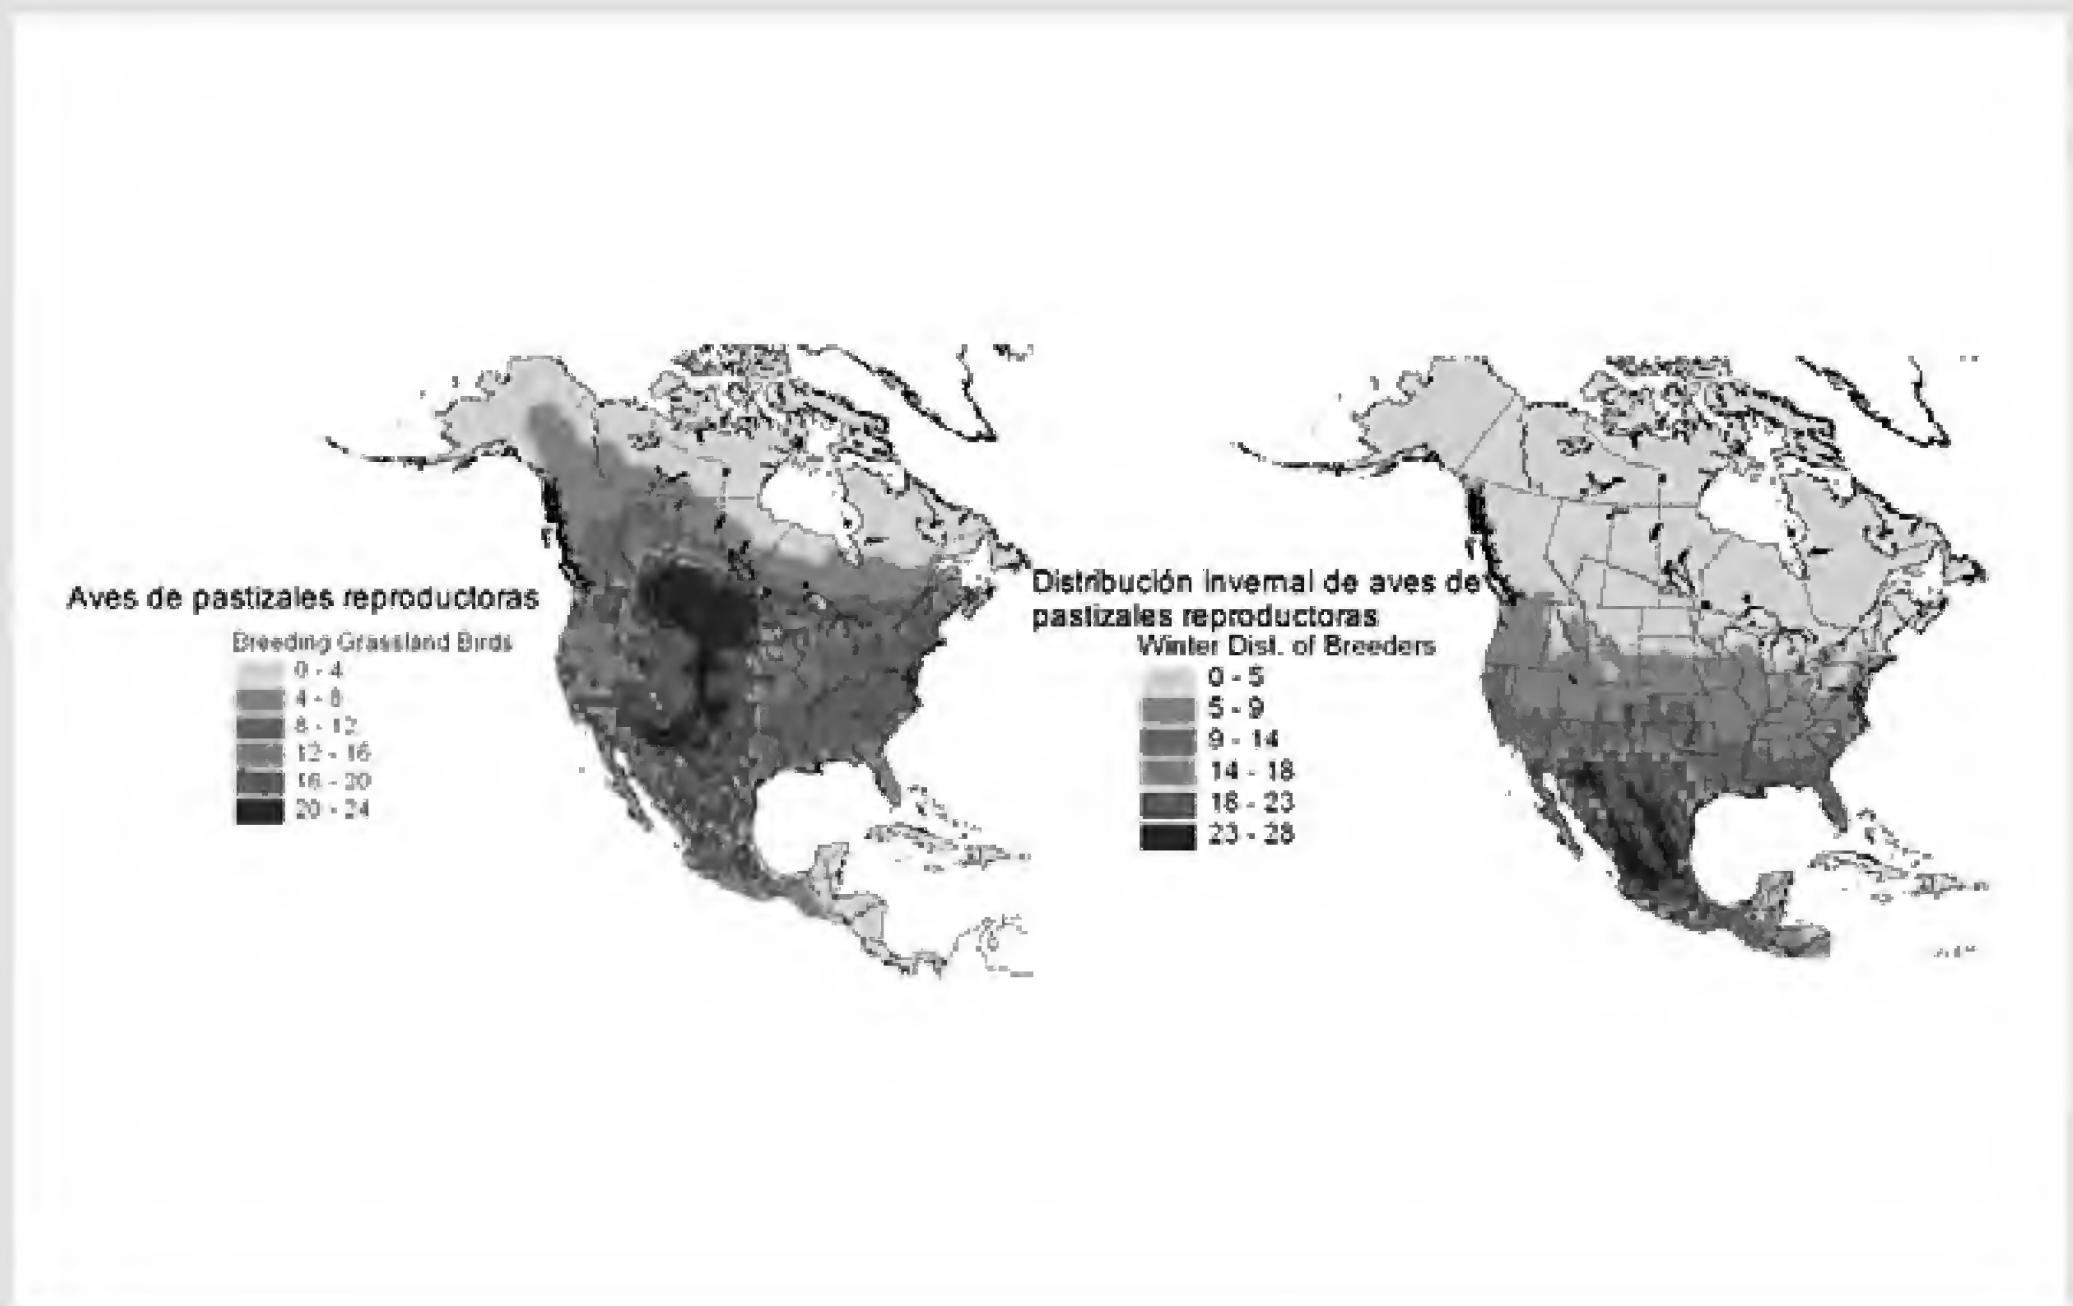 Aves de pastizales reproductoras
Breeding Grassland Birds
0 - 4
4 - 8
8 - 12
12 - 16
16 - 20
20 - 24
Distribución invernal de aves de
pastizales reproductoras
Winter Dist. of Breeders
0 - 5
5 - 9
9 - 14
14 - 18
18 - 23
23 - 28